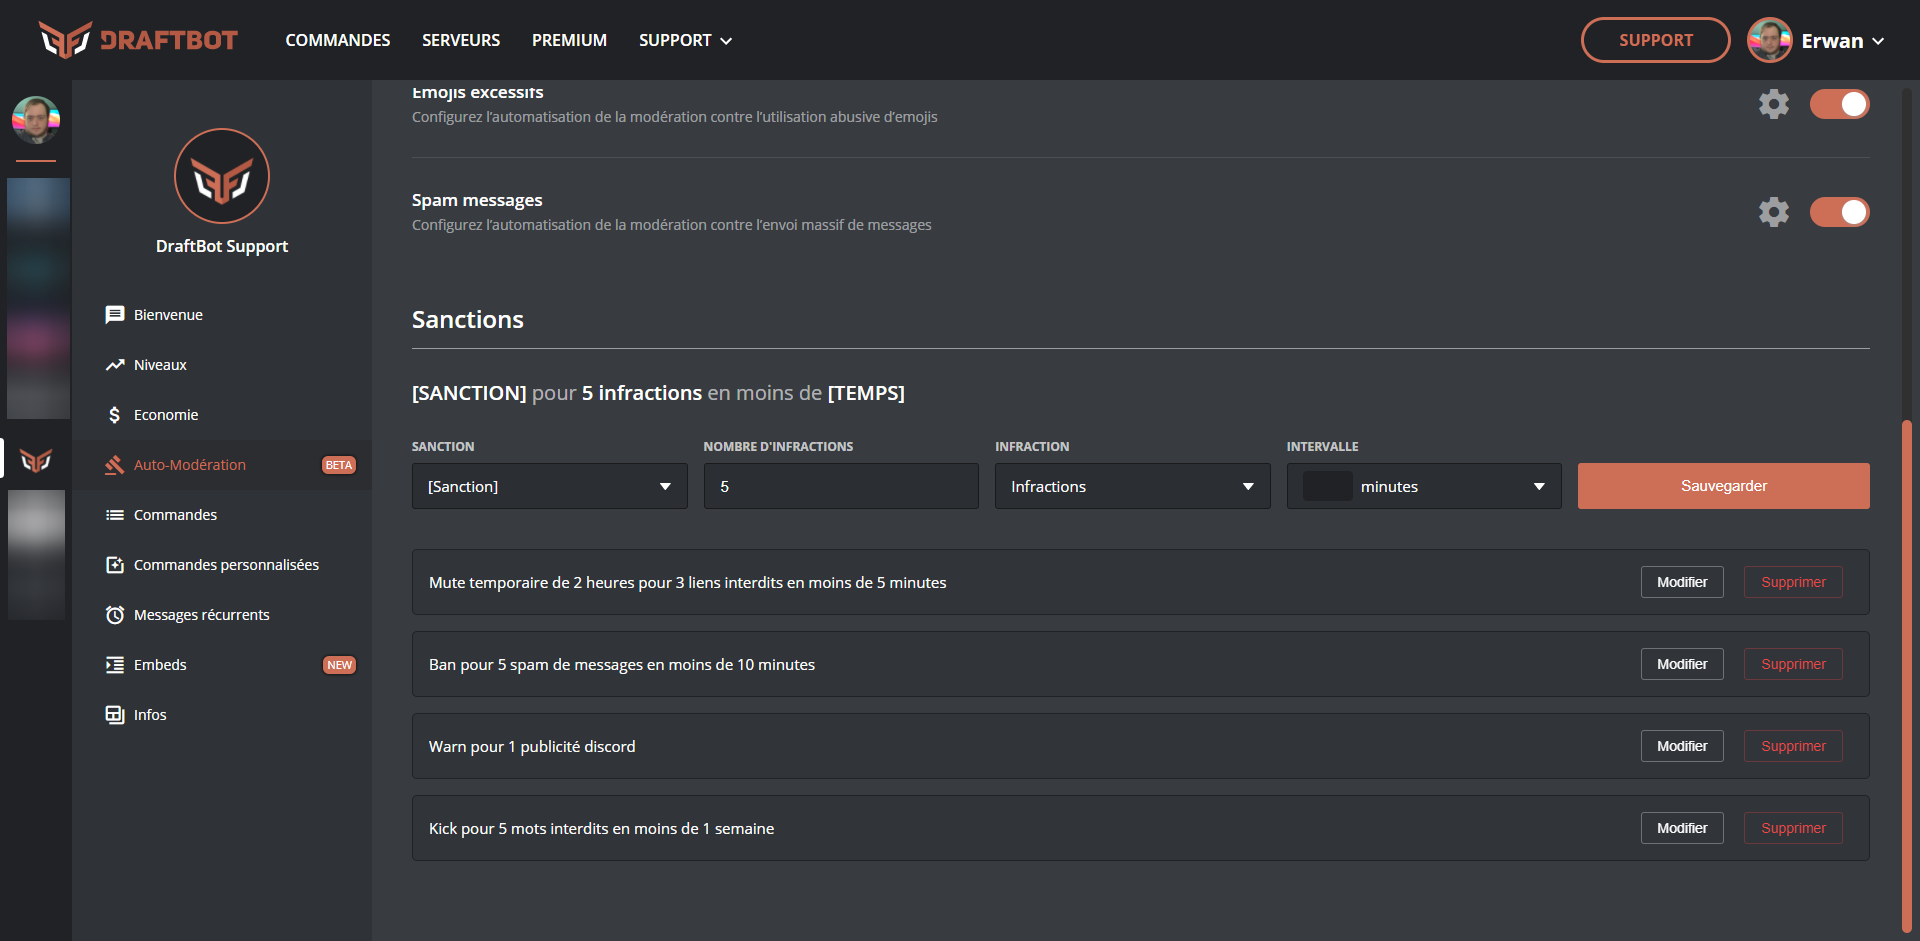 DRAFTBOT
COMMANDES
SERVEURS
PREMIUM
SUPPORT
SUPPORT
Erwan
DraftBot Support
Bienvenue
Niveaux
Economie
Auto-Modération
BETA
Commandes
Commandes personnalisées
Messages récurrents
Embeds
NEW
Infos
Emojis excessifs
Configurez l'automatisation de la modération contre l'utilisation abusive d'emojis
Spam messages
Configurez l'automatisation de la modération contre l'envoi massif de messages
Sanctions
[SANCTION] pour 5 infractions en moins de [TEMPS]
SANCTION
NOMBRE D'INFRACTIONS
INFRACTION
INTERVALLE
[Sanction]
5
Infractions
minutes
Sauvegarder
Mute temporaire de 2 heures pour 3 liens interdits en moins de 5 minutes
Modifier
Supprimer
Ban pour 5 spam de messages en moins de 10 minutes
Modifier
Supprimer
Warn pour 1 publicité discord
Modifier
Supprimer
Kick pour 5 mots interdits en moins de 1 semaine
Modifier
Supprimer